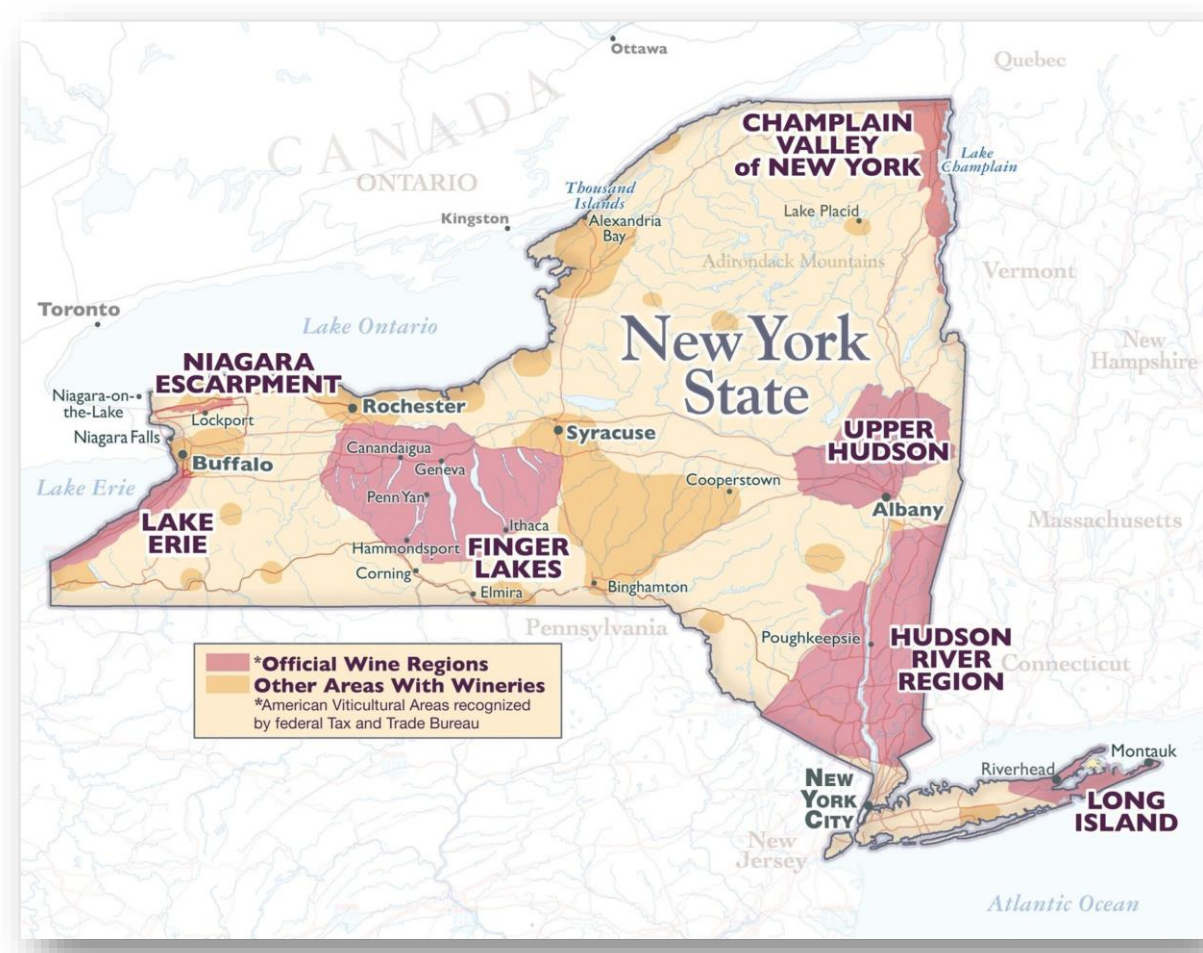 Ottawa
Quebec
CANADA
ONTARIO
CHAMPLAIN
VALLEY
of NEW YORK
Lake
Champlain
Thousand
Islands
Alexandria
Bay
Kingston
Lake Placid
Adirondack Mountains
Vermont
Toronto
Lake Ontario
New York
State
New
Hampshire
NIAGARA
ESCARPMENT
Niagara-on-
the-Lake
Lockport
Rochester
Niagara Falls
Syracuse
UPPER
HUDSON
Buffalo
Canandaigua
Geneva
Lake Erie
Penn Yan
Cooperstown
Albany
LAKE
ERIE
Ithaca
Massachusetts
Hammondsport
FINGER
LAKES
Corning
Elmira
Binghamton
Pennsylvania
Poughkeepsie
HUDSON
RIVER
REGION
Connecticut
*Official Wine Regions
Other Areas With Wineries
*American Viticultural Areas recognized
by federal Tax and Trade Bureau
Montauk
Riverhead
NEW
YORK
CITY
LONG
ISLAND
New
Jersey
Atlantic Ocean